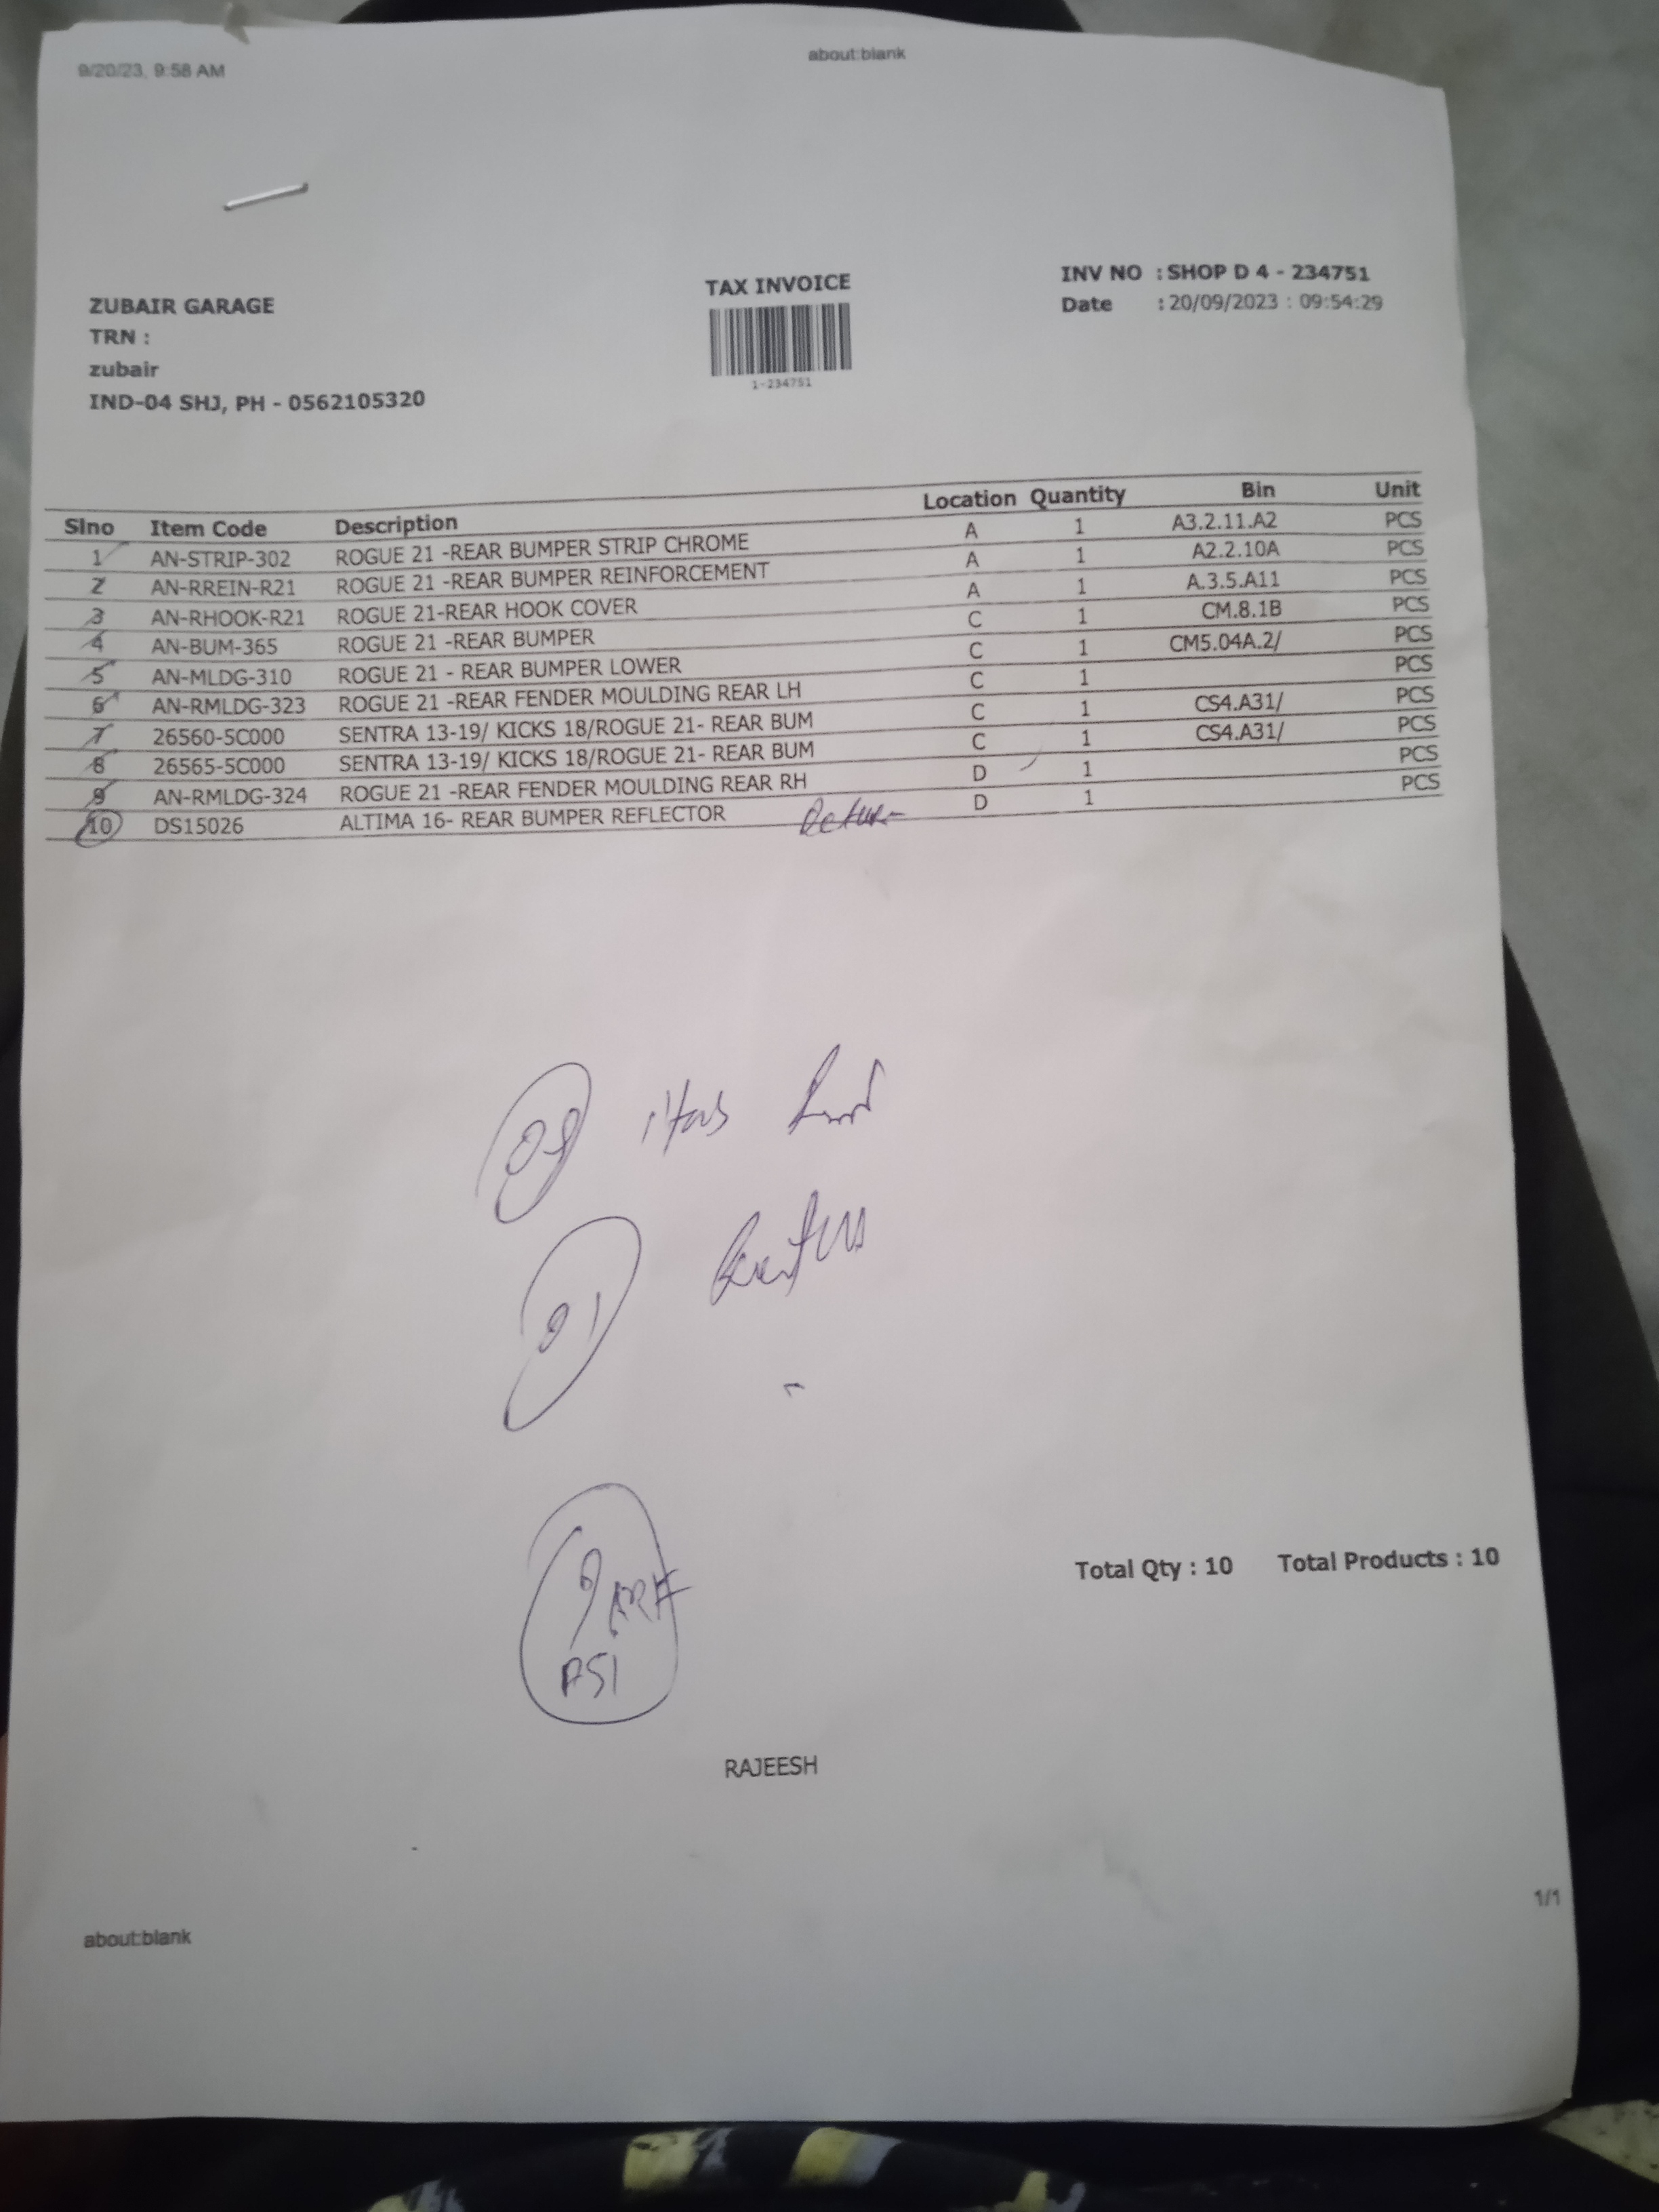 9/20/23, 9:58 AM about:blank
TAX INVOICE
INV NO : SHOP D 4 - 234751
Date : 20/09/2023 : 09:54:29
ZUBAIR GARAGE
TRN :
zubair
IND-04 SHJ, PH - 0562105320
1-234751
Slno Item Code Description Location Quantity Bin Unit
1 AN-STRIP-302 ROGUE 21 -REAR BUMPER STRIP CHROME A 1 A3.2.11.A2 PCS
2 AN-RREIN-R21 ROGUE 21 -REAR BUMPER REINFORCEMENT A 1 A2.2.10A PCS
3 AN-RHOOK-R21 ROGUE 21-REAR HOOK COVER A 1 A.3.5.A11 PCS
4 AN-BUM-365 ROGUE 21 -REAR BUMPER C 1 CM.8.1B PCS
5 AN-MLDG-310 ROGUE 21 - REAR BUMPER LOWER C 1 CM5.04A.2/ PCS
6 AN-RMLDG-323 ROGUE 21 -REAR FENDER MOULDING REAR LH C 1 PCS
7 26560-5C000 SENTRA 13-19/ KICKS 18/ROGUE 21- REAR BUM C 1 CS4.A31/ PCS
8 26565-5C000 SENTRA 13-19/ KICKS 18/ROGUE 21- REAR BUM C 1 CS4.A31/ PCS
9 AN-RMLDG-324 ROGUE 21 -REAR FENDER MOULDING REAR RH D 1 PCS
10 DS15026 ALTIMA 16- REAR BUMPER REFLECTOR Return D 1 PCS
09
01
Total Qty : 10 Total Products : 10
RAJEESH
1/1
about:blank